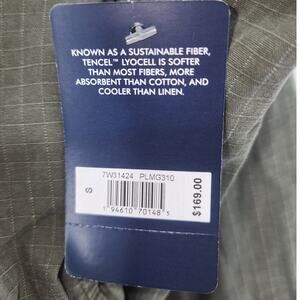 KNOWN AS A SUSTAINABLE FIBER,
TENCEL™ LYOCELL IS SOFTER
THAN MOST FIBERS, MORE
ABSORBENT THAN COTTON, AND
COOLER THAN LINEN.
7W31424 PLMG310
S
1 94610 70148 3
$169.00